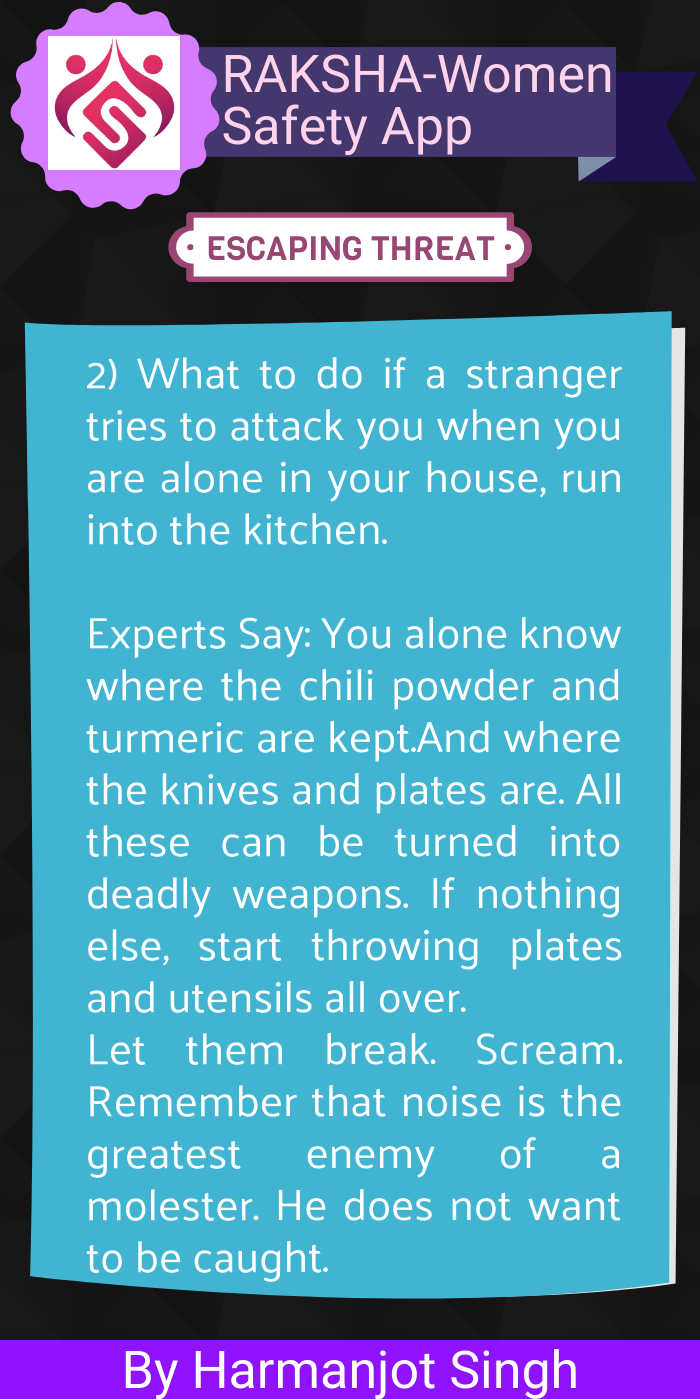 RAKSHA-Women
Safety App
ESCAPING THREAT
2) What to do if a stranger
tries to attack you when you
are alone in your house, run
into the kitchen.
Experts Say: You alone know
where the chili powder and
turmeric are kept.And where
the knives and plates are. All
these can be turned into
deadly weapons. If nothing
else, start throwing plates
and utensils all over.
Let them break. Scream.
Remember that noise is the
greatest enemy of a
molester. He does not want
to be caught.
By Harmanjot Singh